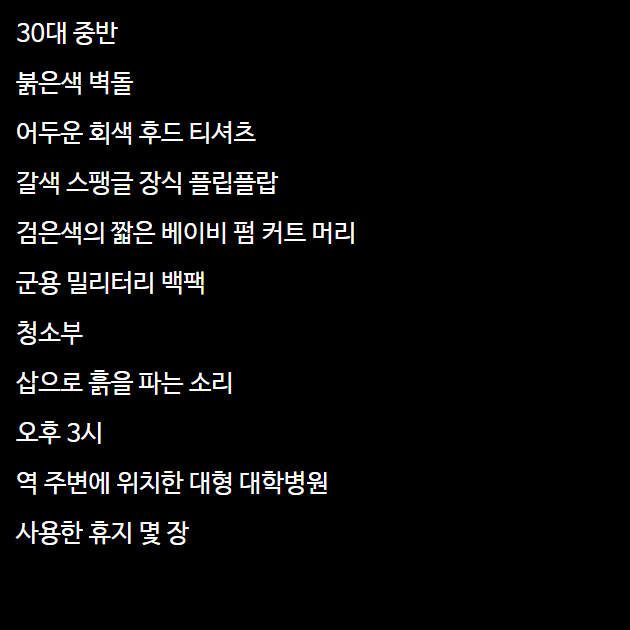 30대 중반
붉은색 벽돌
어두운 회색 후드 티셔츠
갈색 스팽글 장식 플립플랍
검은색의 짧은 베이비 펌 커트 머리
군용 밀리터리 백팩
청소부
삽으로 흙을 파는 소리
오후 3시
역 주변에 위치한 대형 대학병원
사용한 휴지 몇 장